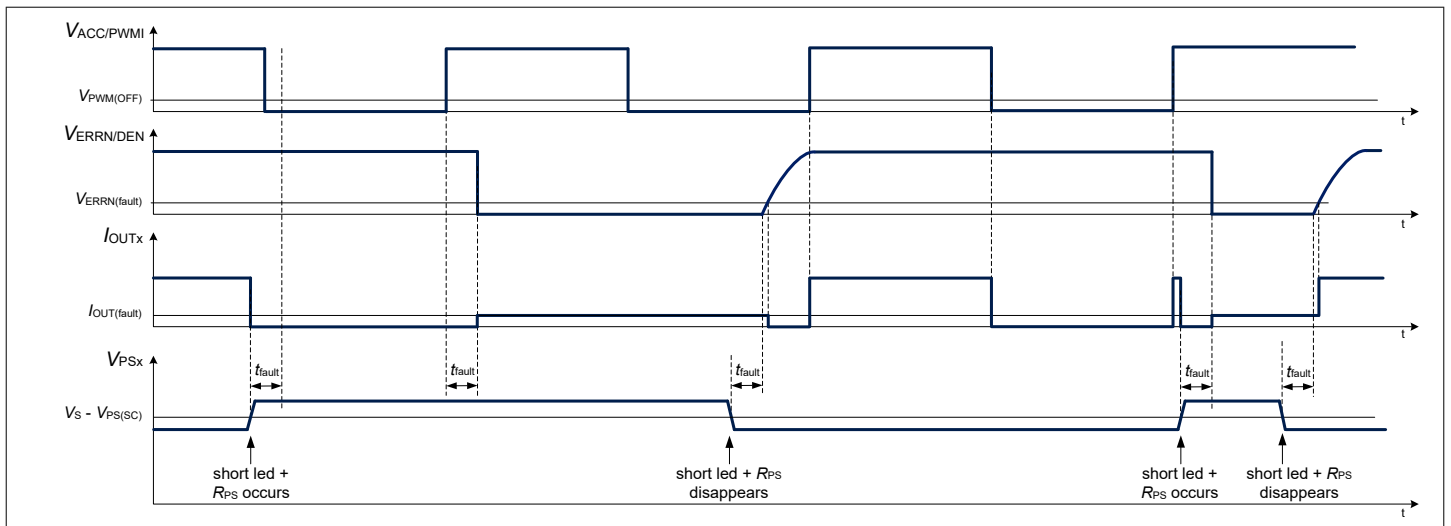 VACC/PWMI
VPWM(OFF)
t
VERRN/DEN
VERRN(fault)
t
IOUTx
IOUT(fault)
t
VPSx
tfault
tfault
tfault
tfault
tfault
VS - VPS(SC)
short led +
RPS occurs
short led + RPS
disappears
short led +
RPS occurs
short led + RPS
disappears
t